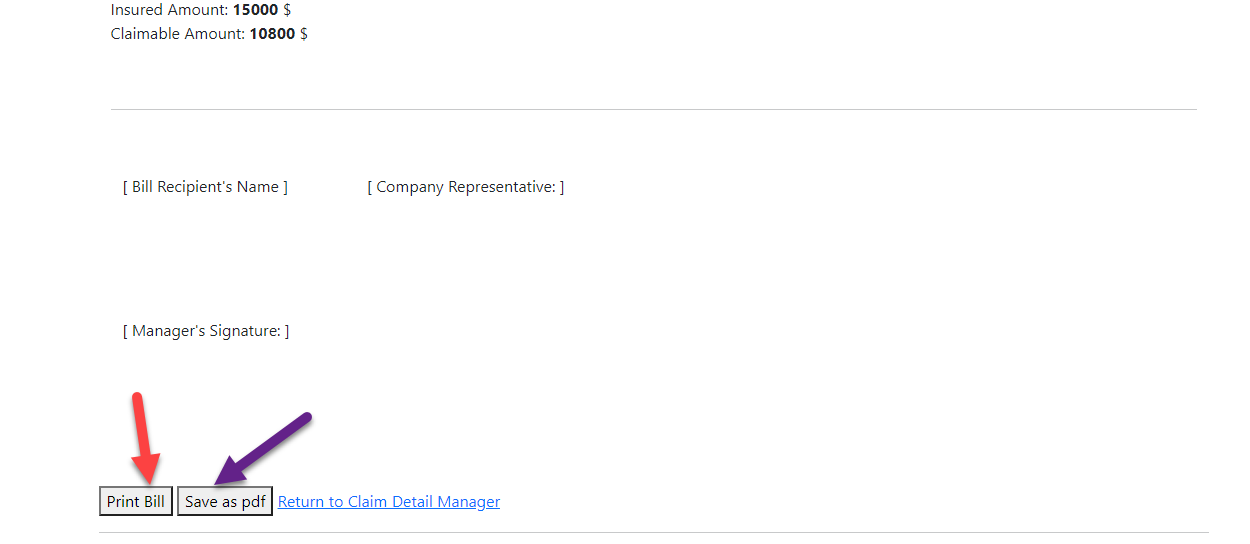 Insured Amount: 15000 $
Claimable Amount: 10800 $
[ Bill Recipient's Name ] [ Company Representative: ]
[ Manager's Signature: ]
Print Bill Save as pdf Return to Claim Detail Manager